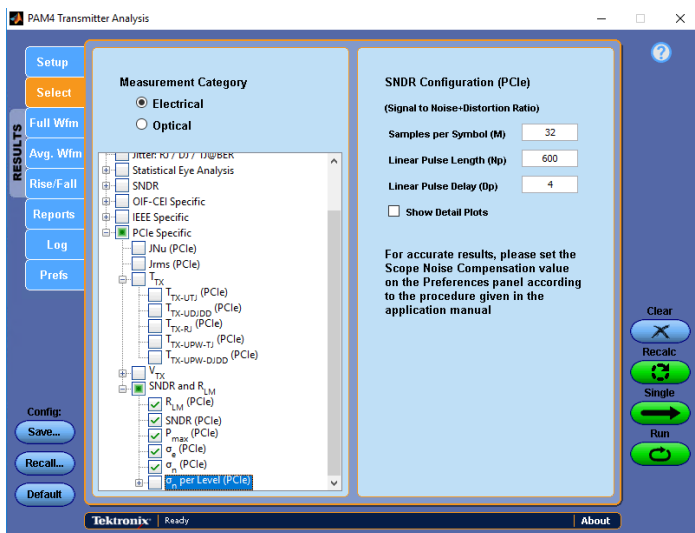 PAM4 Transmitter Analysis
Setup
Select
Full Wfm
Avg. Wfm
Rise/Fall
Reports
Log
Prefs
RESULTS
Config:
Save...
Recall...
Default
Measurement Category
Electrical
Optical
Jitter: RJ / DJ / TJ@BER
Statistical Eye Analysis
SNDR
OIF-CEI Specific
IEEE Specific
PCIe Specific
JNu (PCIe)
Jrms (PCIe)
TTX
TTX-UTJ (PCIe)
TTX-UDJDD (PCIe)
TTX-RJ (PCIe)
TTX-UPW-TJ (PCIe)
TTX-UPW-DJDD (PCIe)
VTX
SNDR and RLM
RLM (PCIe)
SNDR (PCIe)
Pmax (PCIe)
σe (PCIe)
σn (PCIe)
σn per Level (PCIe)
SNDR Configuration (PCIe)
(Signal to Noise+Distortion Ratio)
Samples per Symbol (M) 32
Linear Pulse Length (Np) 600
Linear Pulse Delay (Dp) 4
Show Detail Plots
For accurate results, please set the
Scope Noise Compensation value
on the Preferences panel according
to the procedure given in the
application manual
?
Clear
Recalc
Single
Run
Tektronix Ready About